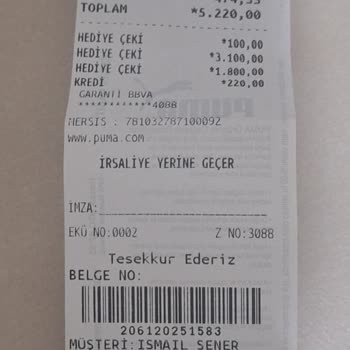 TOPLAM *5.220,00
HEDİYE ÇEKİ *100,00
HEDİYE ÇEKİ *3.100,00
HEDİYE ÇEKİ *1.800,00
KREDİ *220,00
GARANTI BBVA
************4088
MERSIS : 781032787100092
www.puma.com
İRSALİYE YERİNE GEÇER
İMZA:
EKÜ NO:0002 Z NO:3088
Tesekkur Ederiz
BELGE NO:
206120251583
MÜŞTERİ:ISMAIL SENER